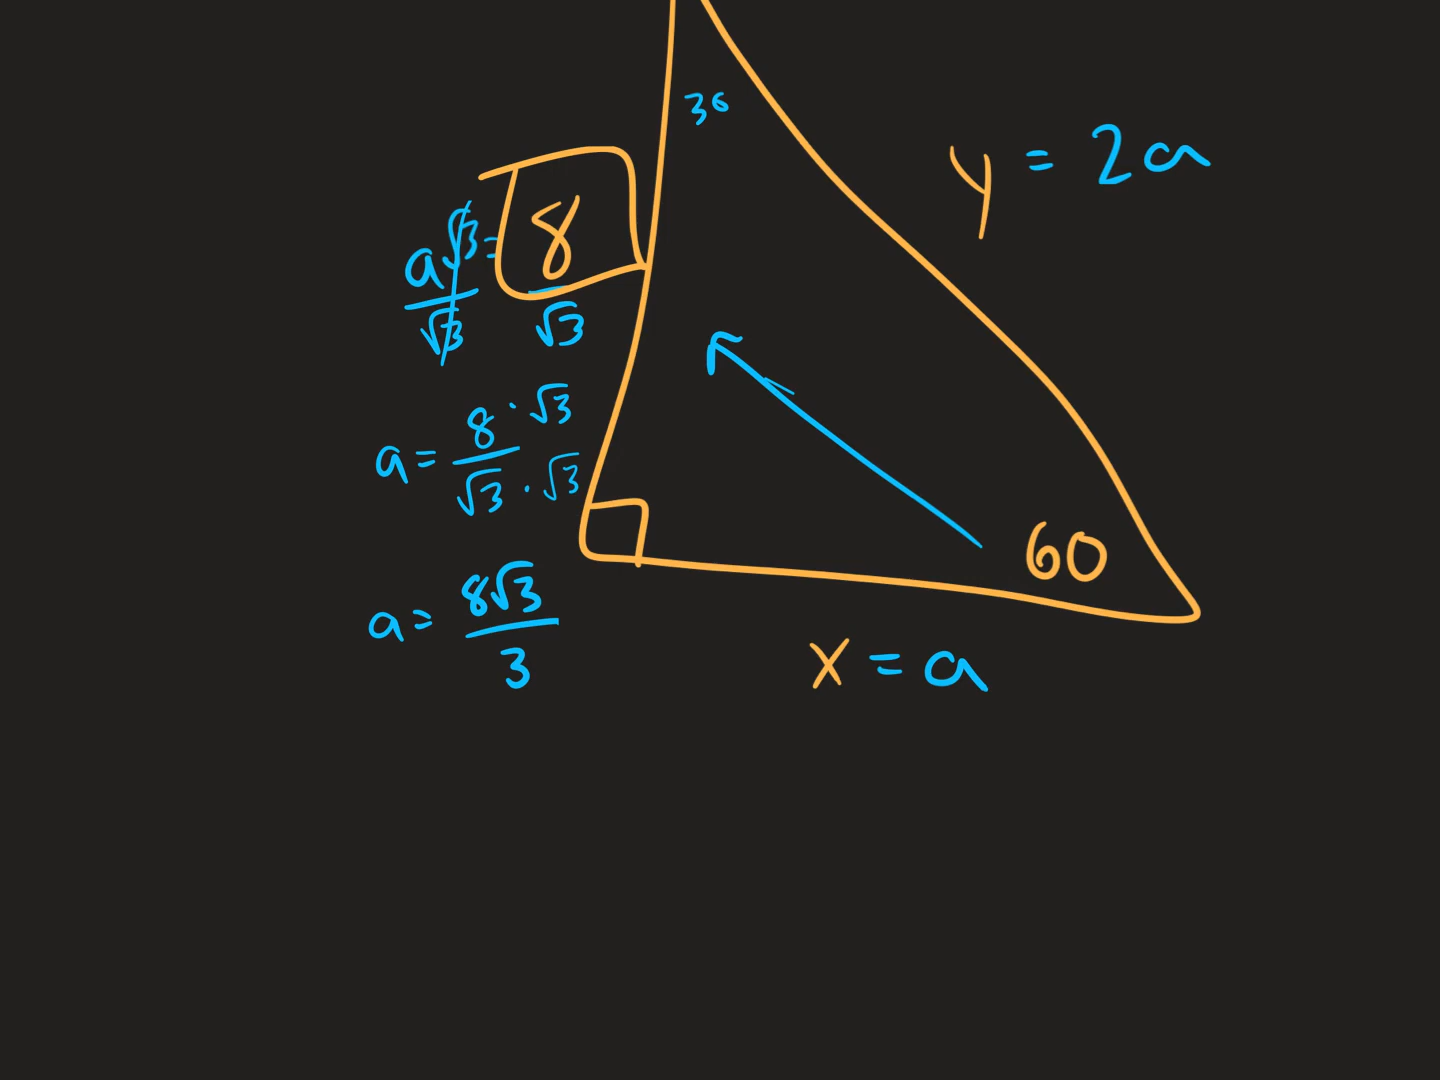 30
y = 2a
a√3 = 8
√3 √3
a = 8 · √3
√3 · √3
60
a = 8√3
3
x = a